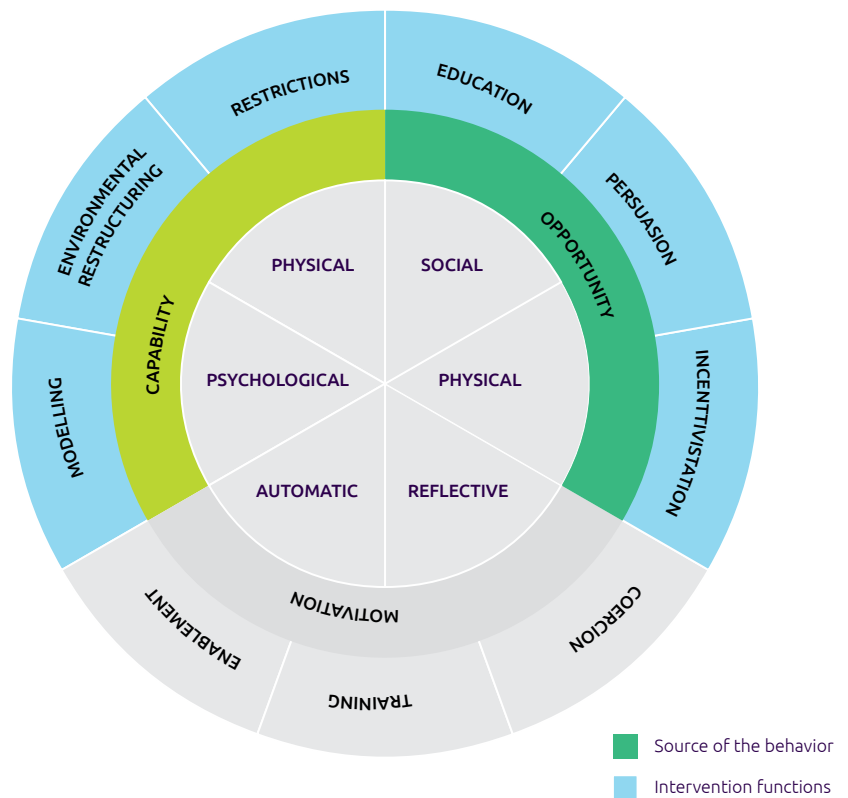 RESTRICTIONS
EDUCATION
PERSUASION
INCENTTIVISTATION
COERCION
TRAINING
ENABLEMENT
MODELLING
ENVIRONMENTAL
RESTRUCTURING
CAPABILITY
OPPORTUNITY
MOTIVATION
PHYSICAL
SOCIAL
PSYCHOLOGICAL
PHYSICAL
AUTOMATIC
REFLECTIVE
Source of the behavior
Intervention functions